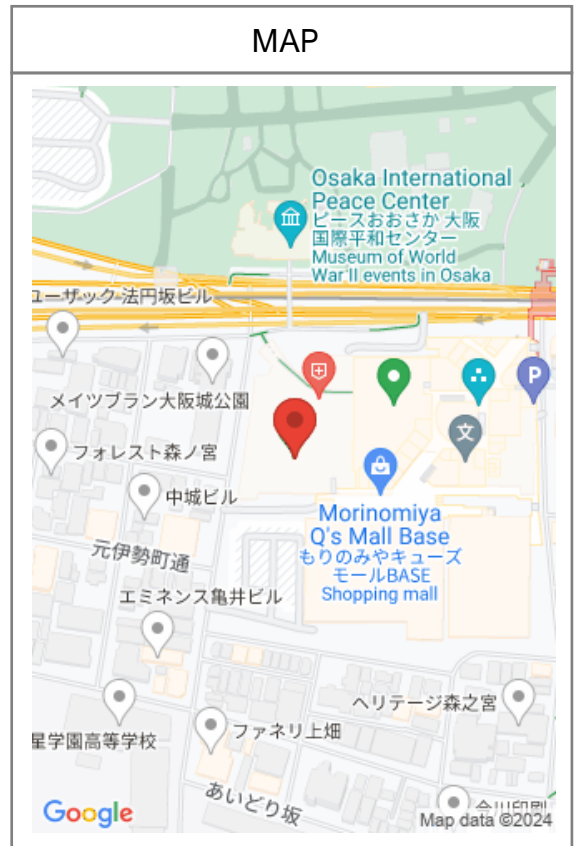 MAP
Osaka International
Peace Center
ピースおおさか 大阪
国際平和センター
Museum of World
War II events in Osaka
ユーザック 法円坂ビル
P
メイツブラン大阪城公園
文
フォレスト森ノ宮
中城ビル
Morinomiya
Q's Mall Base
もりのみやキューズ
モールBASE
Shopping mall
元伊勢町通
エミネンス亀井ビル
ヘリテージ森之宮
星学園高等学校
ファネリ上畑
あいどり坂
今川印刷
Google
Map data ©2024